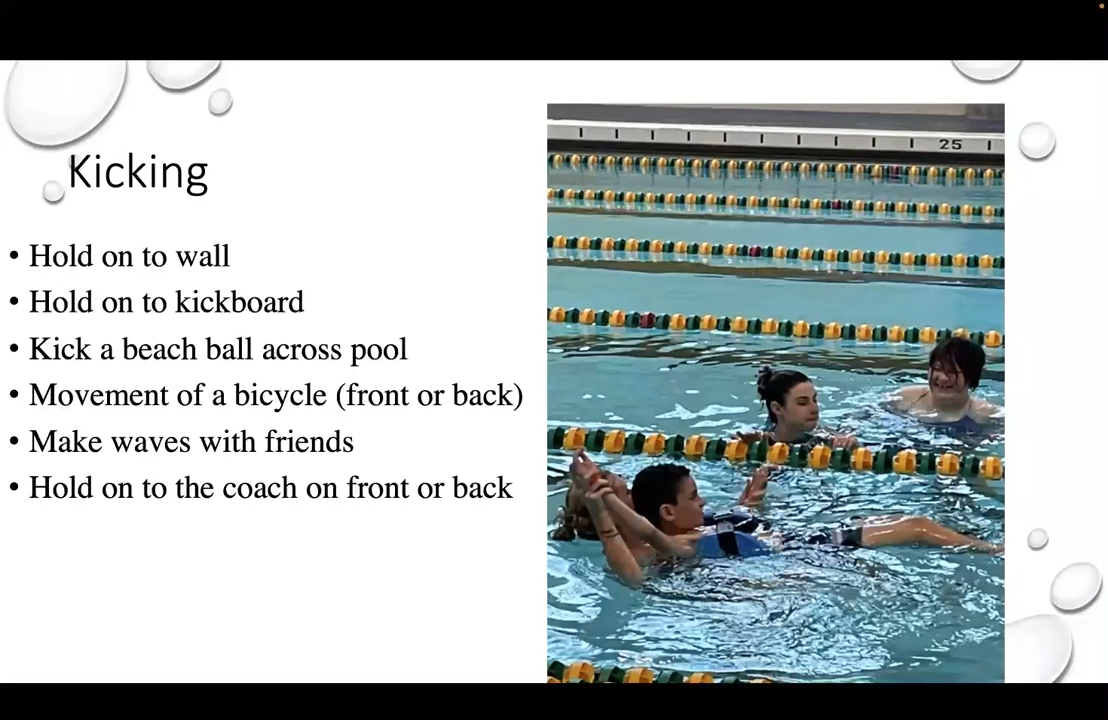 Kicking
• Hold on to wall
• Hold on to kickboard
• Kick a beach ball across pool
• Movement of a bicycle (front or back)
• Make waves with friends
• Hold on to the coach on front or back
25